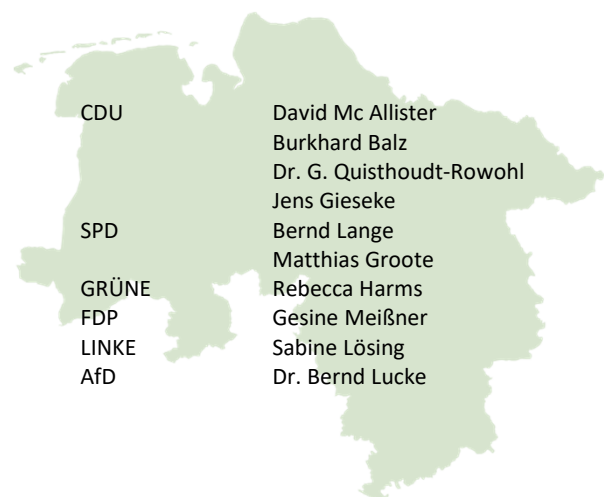 CDU David Mc Allister
Burkhard Balz
Dr. G. Quisthoudt-Rowohl
Jens Gieseke
SPD Bernd Lange
Matthias Groote
GRÜNE Rebecca Harms
FDP Gesine Meißner
LINKE Sabine Lösing
AfD Dr. Bernd Lucke